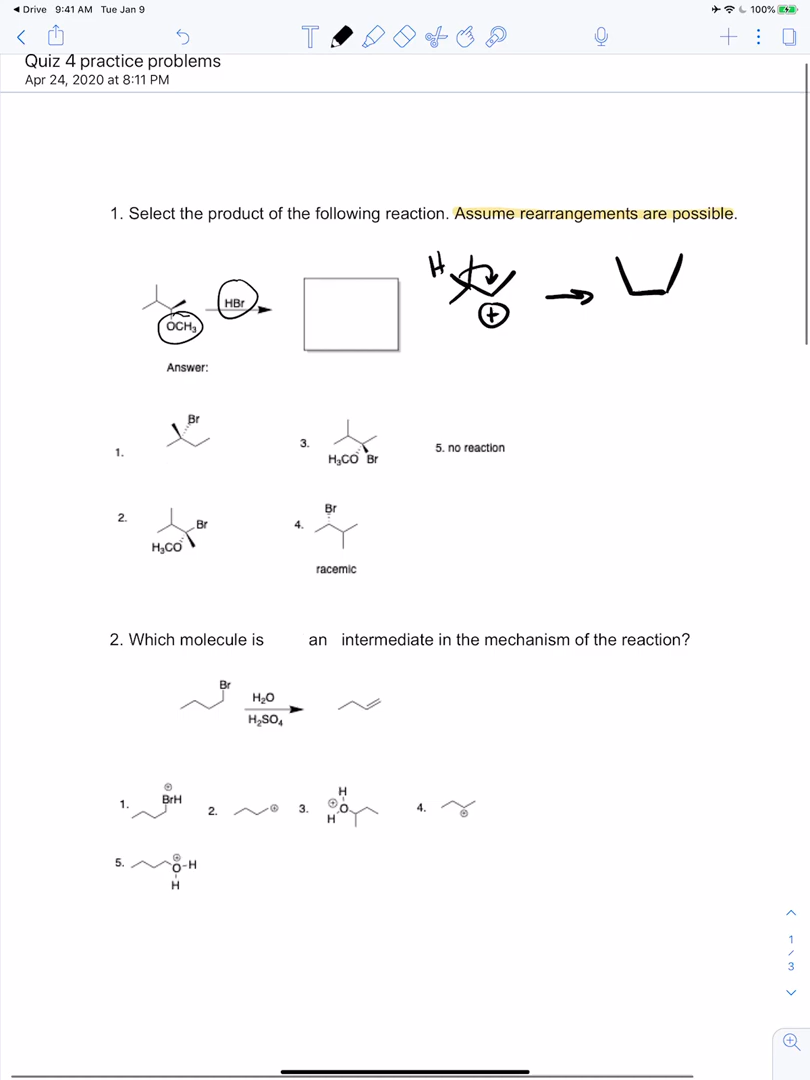 Drive 9:41 AM Tue Jan 9 100%
T
Quiz 4 practice problems
Apr 24, 2020 at 8:11 PM
1. Select the product of the following reaction. Assume rearrangements are possible.
HBr
OCH3
H
+
Answer:
1. Br
3. H3CO Br
5. no reaction
2. Br
H3CO
4. Br
racemic
2. Which molecule is an intermediate in the mechanism of the reaction?
Br
H2O
H2SO4
1. ⊕
BrH
2. ⊕
3. H
⊕ O
H
4. ⊕
5. ⊕
O-H
H
1
/
3